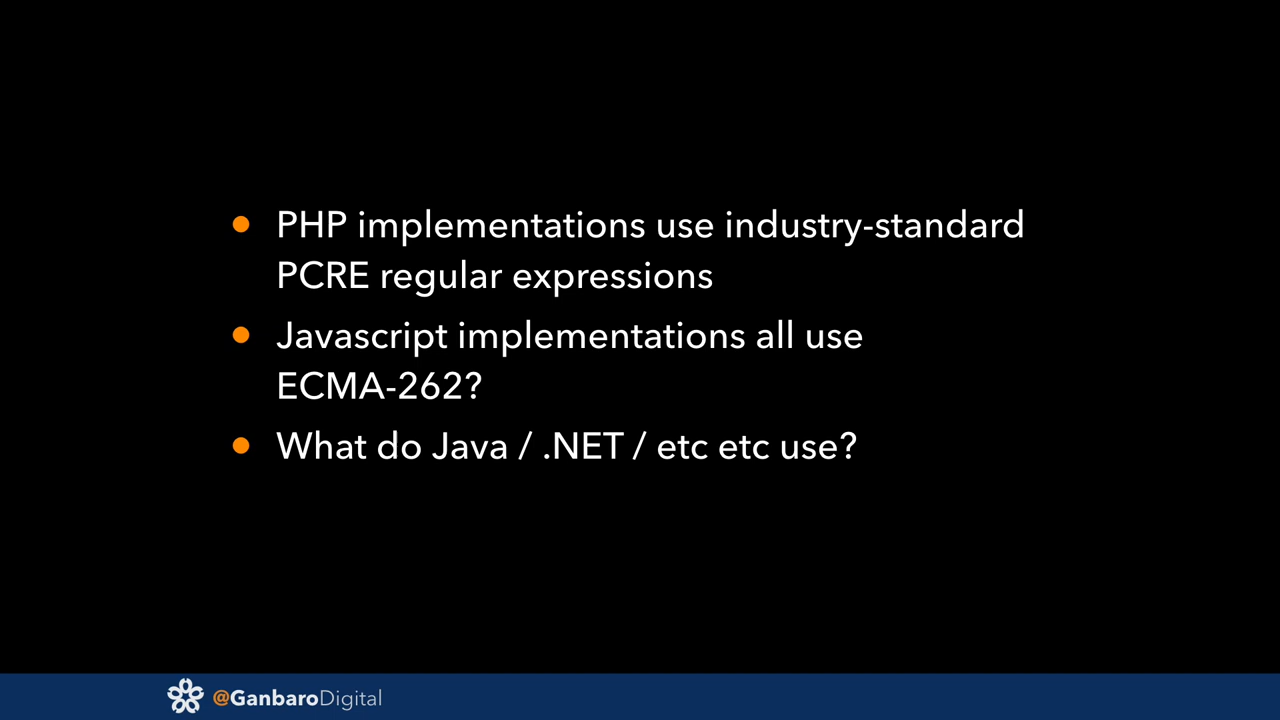 PHP implementations use industry-standard
PCRE regular expressions
Javascript implementations all use
ECMA-262?
What do Java / .NET / etc etc use?
@GanbaroDigital